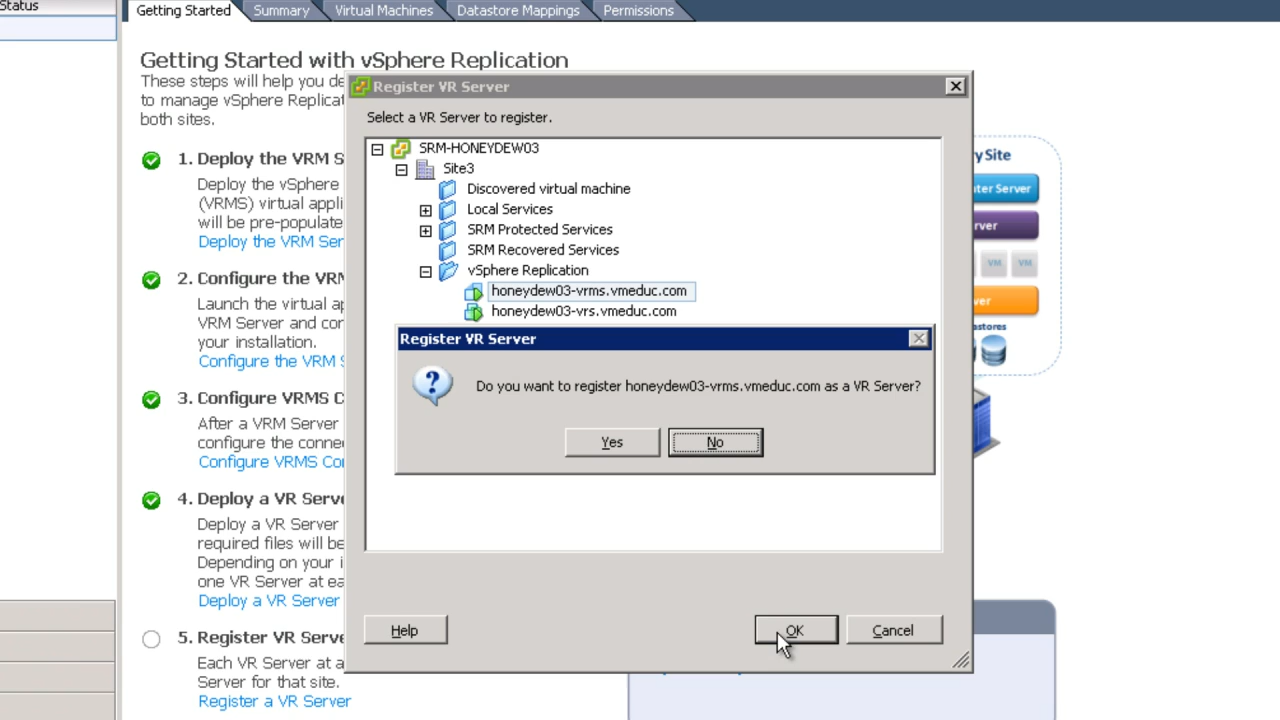 Status
Getting Started
Summary
Virtual Machines
Datastore Mappings
Permissions
Getting Started with vSphere Replication
These steps will help you de
to manage vSphere Replicat
both sites.
1. Deploy the VRM S
Deploy the vSphere
(VRMS) virtual appli
will be pre-populate
Deploy the VRM Ser
2. Configure the VRM
Launch the virtual ap
VRM Server and con
your installation.
Configure the VRM S
3. Configure VRMS C
After a VRM Server
configure the conne
Configure VRMS Con
4. Deploy a VR Serve
Deploy a VR Server
required files will be
Depending on your i
one VR Server at ea
Deploy a VR Server
5. Register VR Serve
Each VR Server at a
Server for that site.
Register a VR Server
Register VR Server
Select a VR Server to register.
SRM-HONEYDEW03
Site3
Discovered virtual machine
Local Services
SRM Protected Services
SRM Recovered Services
vSphere Replication
honeydew03-vrms.vmeduc.com
honeydew03-vrs.vmeduc.com
Register VR Server
Do you want to register honeydew03-vrms.vmeduc.com as a VR Server?
Yes
No
Help
OK
Cancel
y Site
ter Server
rver
VM
VM
ver
astores